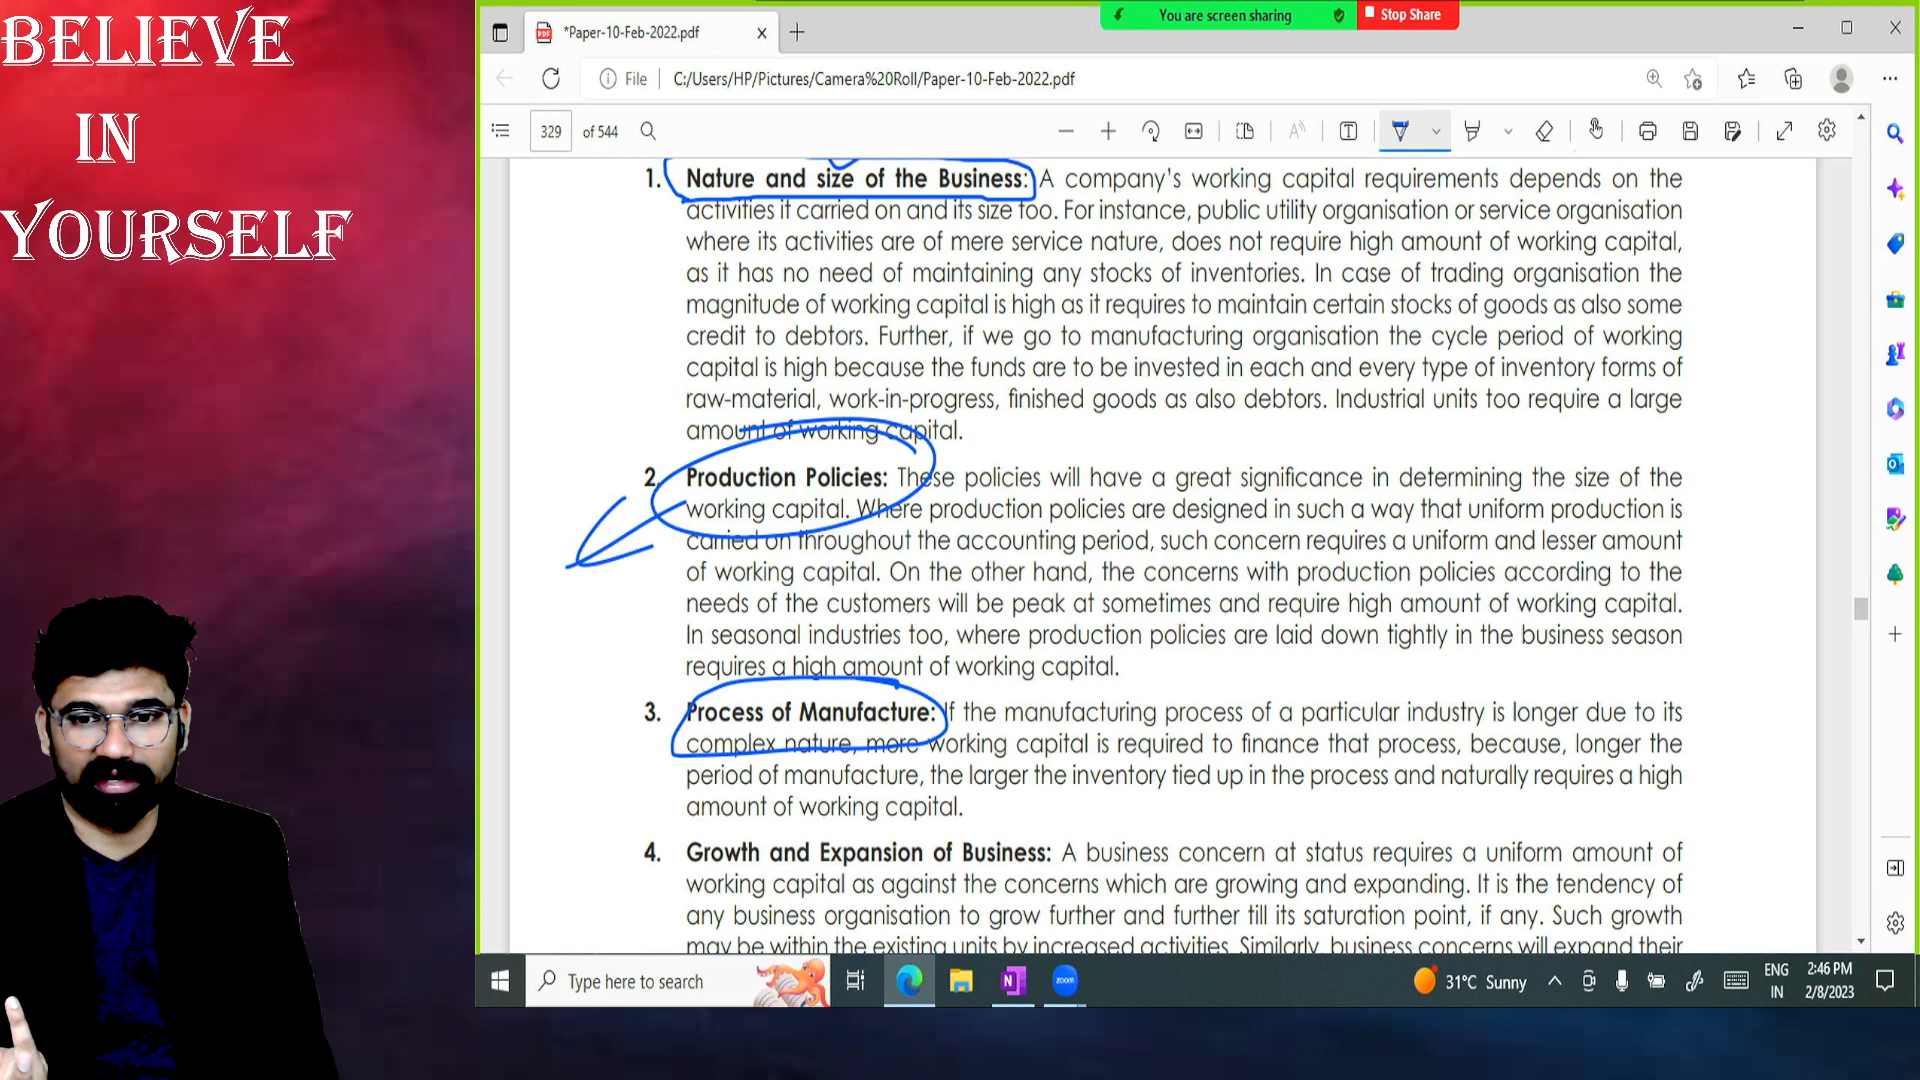 BELIEVE
IN
YOURSELF
You are screen sharing
Stop Share
*Paper-10-Feb-2022.pdf
File
C:/Users/HP/Pictures/Camera%20Roll/Paper-10-Feb-2022.pdf
329 of 544
1. Nature and size of the Business: A company's working capital requirements depends on the
activities it carried on and its size too. For instance, public utility organisation or service organisation
where its activities are of mere service nature, does not require high amount of working capital,
as it has no need of maintaining any stocks of inventories. In case of trading organisation the
magnitude of working capital is high as it requires to maintain certain stocks of goods as also some
credit to debtors. Further, if we go to manufacturing organisation the cycle period of working
capital is high because the funds are to be invested in each and every type of inventory forms of
raw-material, work-in-progress, finished goods as also debtors. Industrial units too require a large
amount of working capital.
2. Production Policies: These policies will have a great significance in determining the size of the
working capital. Where production policies are designed in such a way that uniform production is
carried on throughout the accounting period, such concern requires a uniform and lesser amount
of working capital. On the other hand, the concerns with production policies according to the
needs of the customers will be peak at sometimes and require high amount of working capital.
In seasonal industries too, where production policies are laid down tightly in the business season
requires a high amount of working capital.
3. Process of Manufacture: If the manufacturing process of a particular industry is longer due to its
complex nature, more working capital is required to finance that process, because, longer the
period of manufacture, the larger the inventory tied up in the process and naturally requires a high
amount of working capital.
4. Growth and Expansion of Business: A business concern at status requires a uniform amount of
working capital as against the concerns which are growing and expanding. It is the tendency of
any business organisation to grow further and further till its saturation point, if any. Such growth
may be within the existing units by increased activities. Similarly, business concerns will expand their
Type here to search
zoom
31°C Sunny
ENG
IN
2:46 PM
2/8/2023